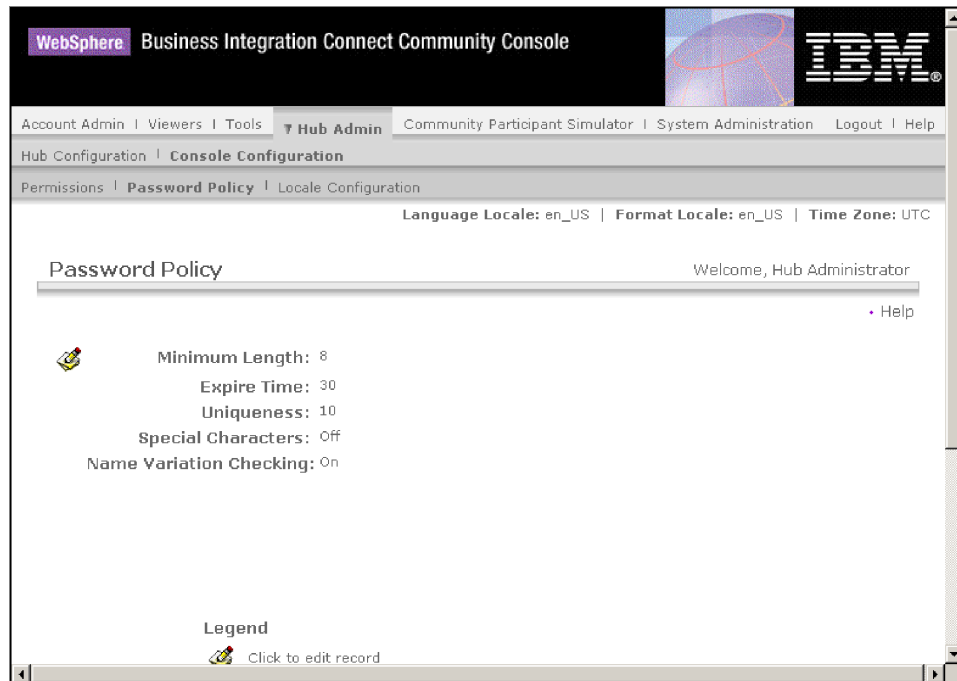 WebSphere Business Integration Connect Community Console
IBM®
Account Admin | Viewers | Tools Hub Admin Community Participant Simulator | System Administration Logout | Help
Hub Configuration | Console Configuration
Permissions | Password Policy | Locale Configuration
Language Locale: en_US | Format Locale: en_US | Time Zone: UTC
Password Policy Welcome, Hub Administrator
• Help
Minimum Length: 8
Expire Time: 30
Uniqueness: 10
Special Characters: Off
Name Variation Checking: On
Legend
Click to edit record